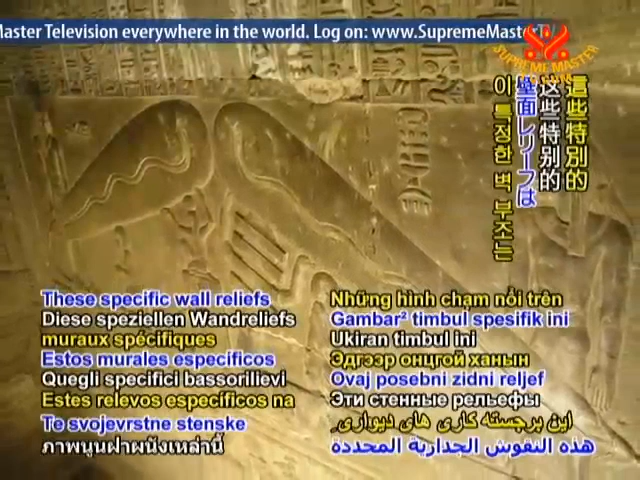 Master Television everywhere in the world. Log on: www.SupremeMasterTV
SUPREME MASTER
這些特別的
这些特别的
壁面レリーフは
이 특정한 벽 부조는
These specific wall reliefs
Diese speziellen Wandreliefs
muraux spécifiques
Estos murales específicos
Quegli specifici bassorilievi
Estes relevos específicos na
Te svojevrstne stenske
ภาพนูนฝาผนังเหล่านี้
Những hình chạm nổi trên
Gambar² timbul spesifik ini
Ukiran timbul ini
Эдгээр онцгой ханын
Ovaj posebni zidni reljef
Эти стенные рельефы
این برجسته کاری های دیواری
هذه النقوش الجدارية المحددة